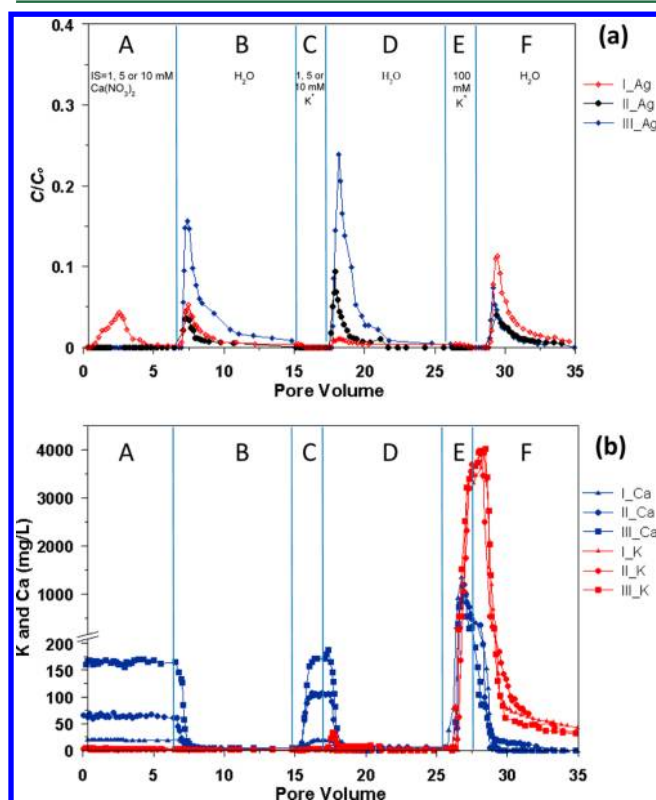 (a)
A B C D E F
IS=1, 5 or 10 mM
Ca(NO₃)₂
H₂O
1, 5 or
10 mM
K⁺
H₂O
100
mM
K⁺
H₂O
I_Ag
II_Ag
III_Ag
C/Co
0.4
0.3
0.2
0.1
0
0 5 10 15 20 25 30 35
Pore Volume
(b)
A B C D E F
I_Ca
II_Ca
III_Ca
I_K
II_K
III_K
K and Ca (mg/L)
4000
3000
2000
1000
200
150
100
50
0
0 5 10 15 20 25 30 35
Pore Volume